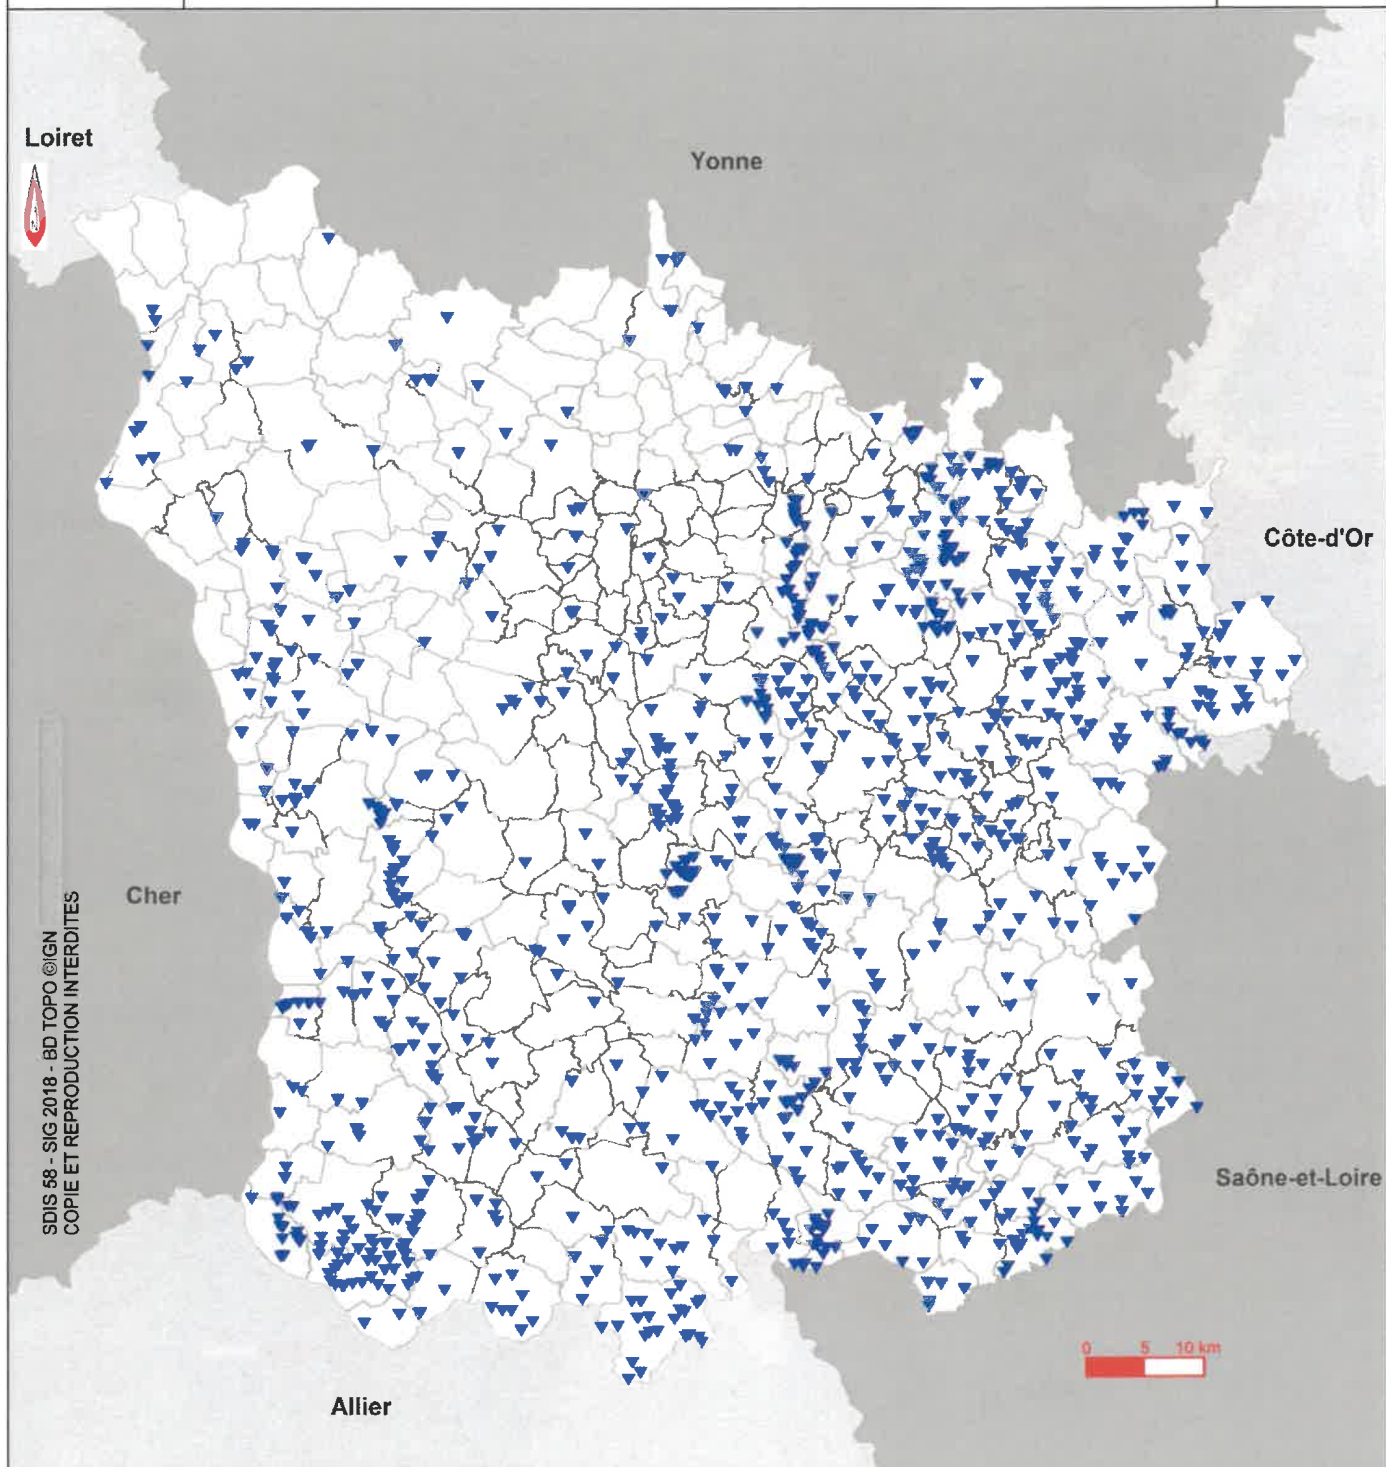 Loiret
Yonne
Côte-d'Or
Cher
SDIS 58 - SIG 2018 - BD TOPO ©IGN
COPIE ET REPRODUCTION INTERDITES
Saône-et-Loire
0 5 10 km
Allier